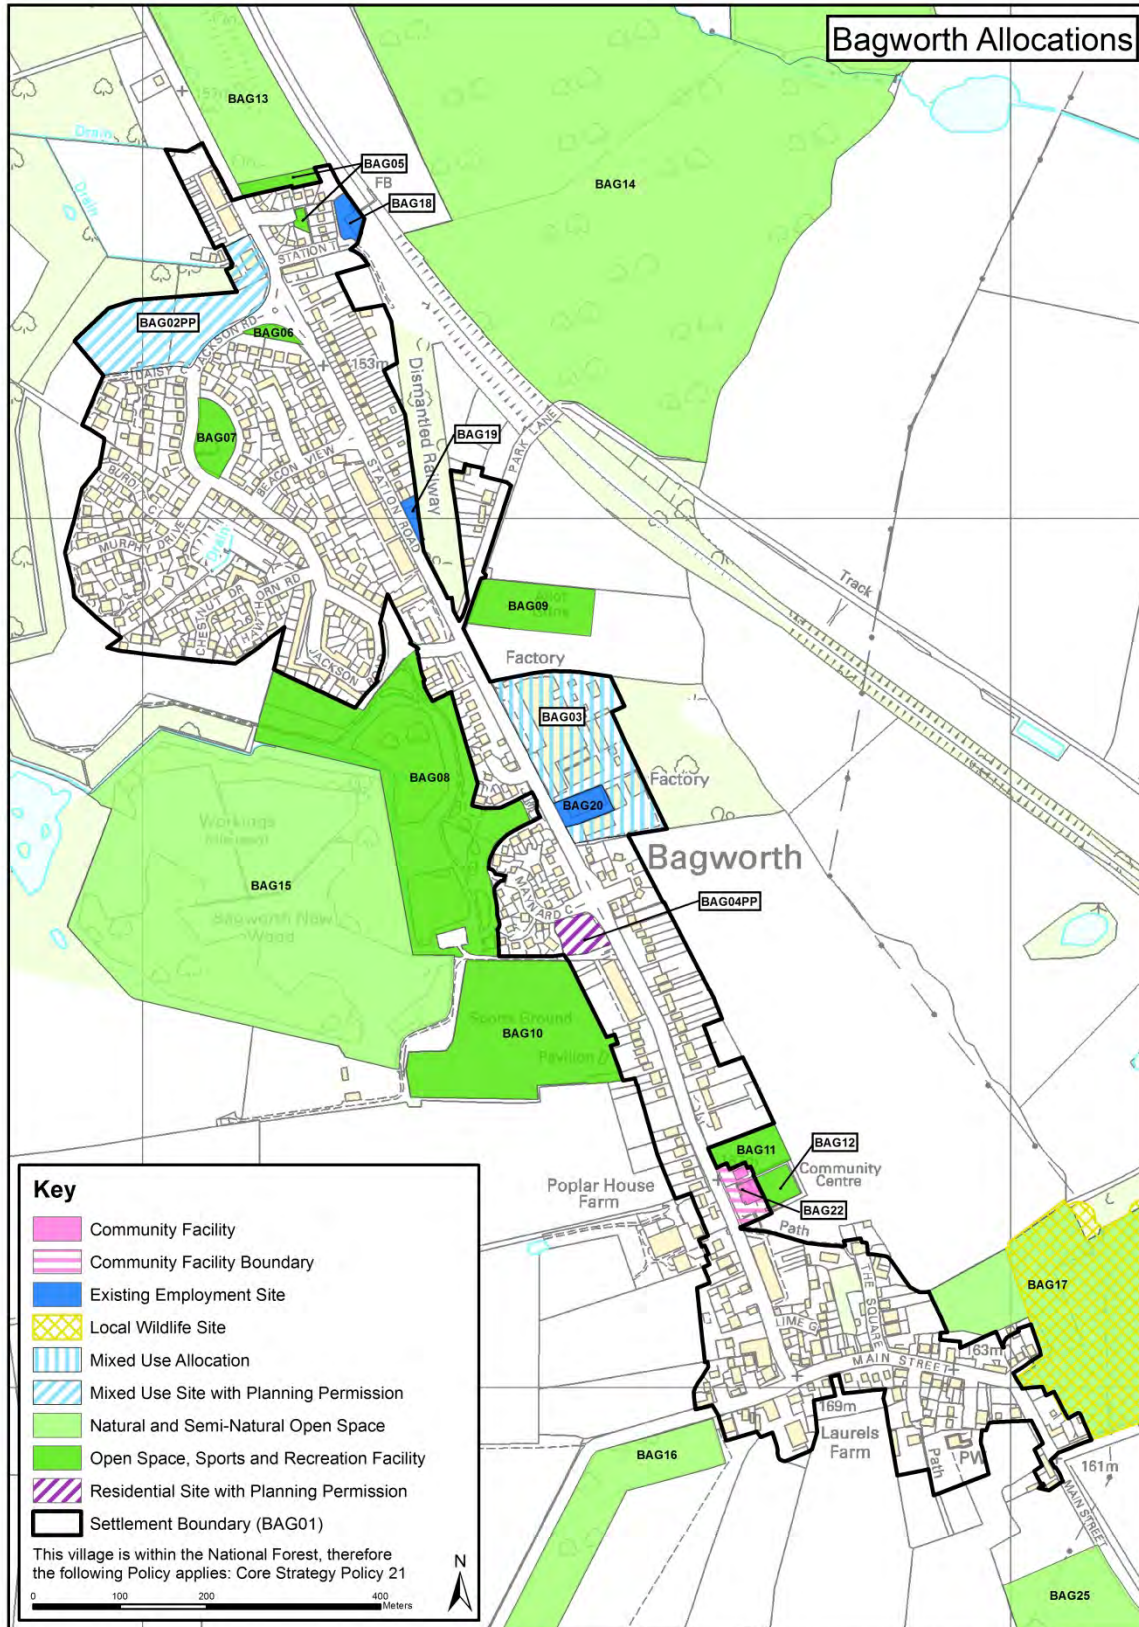 Bagworth Allocations
157m
BAG13
Drain
Drain
BAG05
FB
BAG18
BAG14
STATION T
BAG02PP
BAG06
DAISY C
JACKSON RD
153m
Dismantled Railway
BAG07
BAG19
PARK LANE
BEACON VIEW
STATION ROAD
MURPHY DRIVE
Drain
CHESTNUT DR
HAWTHORN RD
JACKSON
ROAD
Track
BAG09
Factory
BAG03
BAG08
Factory
BAG20
Workings
Bagworth
BAG15
Bagworth New
Wood
MAYNARD C
BAG04PP
Sports Ground
BAG10
Pavilion
BAG11
BAG12
Community
Centre
Poplar House
Farm
BAG22
Path
BAG17
THE SQUARE
LIME G
MAIN STREET
163m
169m
Laurels
Farm
BAG16
Path
PW
161m
MAIN STREET
BAG25
Key
Community Facility
Community Facility Boundary
Existing Employment Site
Local Wildlife Site
Mixed Use Allocation
Mixed Use Site with Planning Permission
Natural and Semi-Natural Open Space
Open Space, Sports and Recreation Facility
Residential Site with Planning Permission
Settlement Boundary (BAG01)
This village is within the National Forest, therefore
the following Policy applies: Core Strategy Policy 21
N
0 100 200 400
Meters